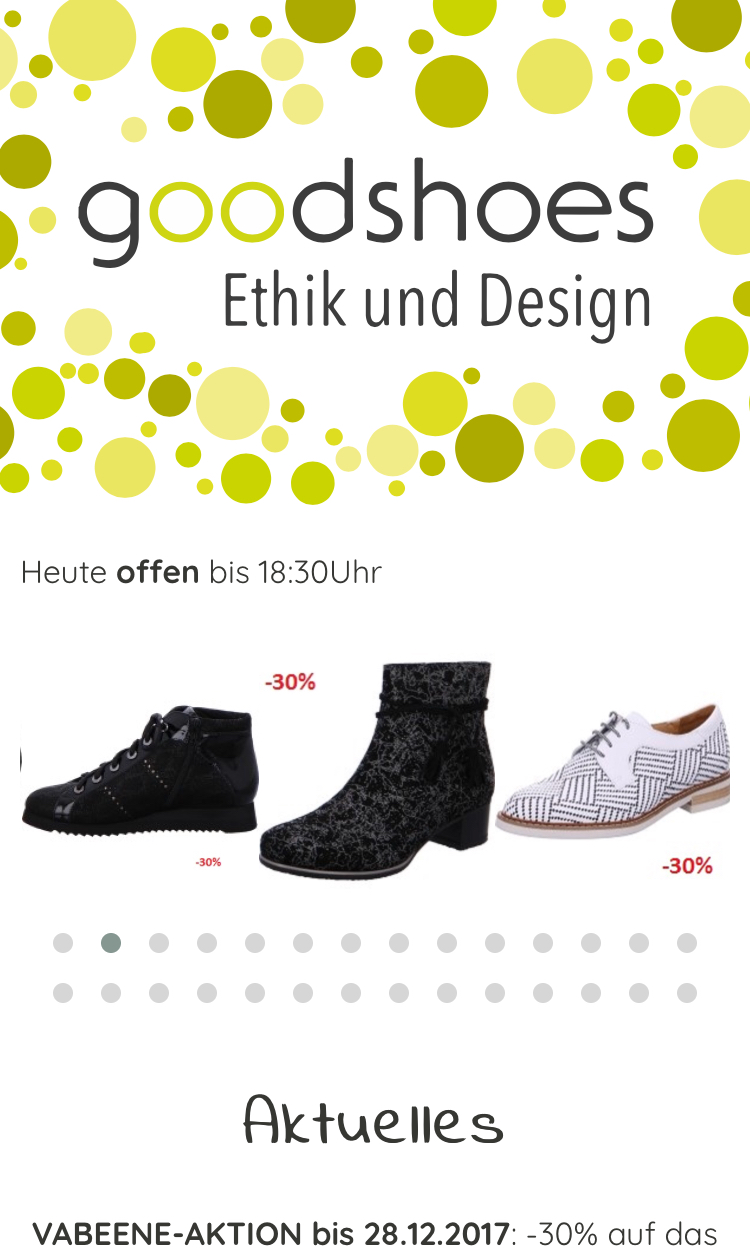 goodshoes
Ethik und Design
Heute offen bis 18:30Uhr
-30%
-30%
-30%
Aktuelles
VABEENE-AKTION bis 28.12.2017: -30% auf das